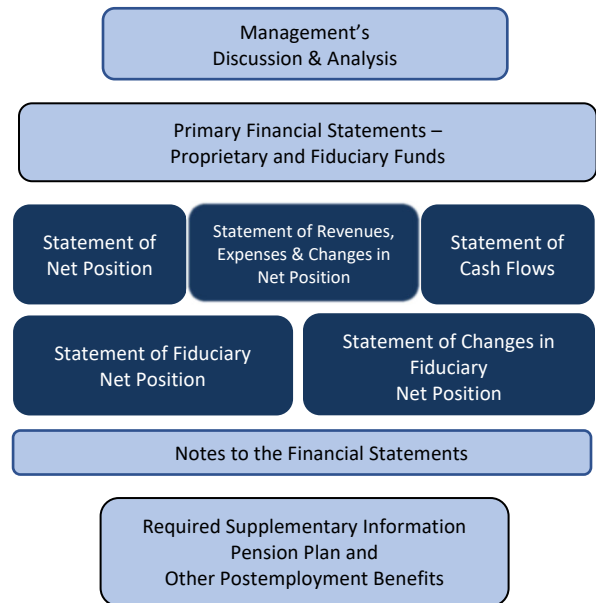 Management’s
Discussion & Analysis
Primary Financial Statements –
Proprietary and Fiduciary Funds
Statement of
Net Position
Statement of Revenues,
Expenses & Changes in
Net Position
Statement of
Cash Flows
Statement of Fiduciary
Net Position
Statement of Changes in
Fiduciary
Net Position
Notes to the Financial Statements
Required Supplementary Information
Pension Plan and
Other Postemployment Benefits